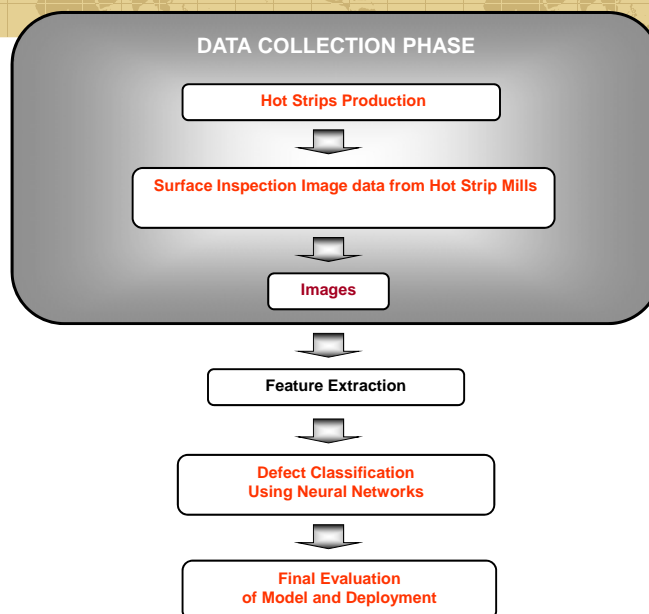 DATA COLLECTION PHASE
Hot Strips Production
Surface Inspection Image data from Hot Strip Mills
Images
Feature Extraction
Defect Classification
Using Neural Networks
Final Evaluation
of Model and Deployment